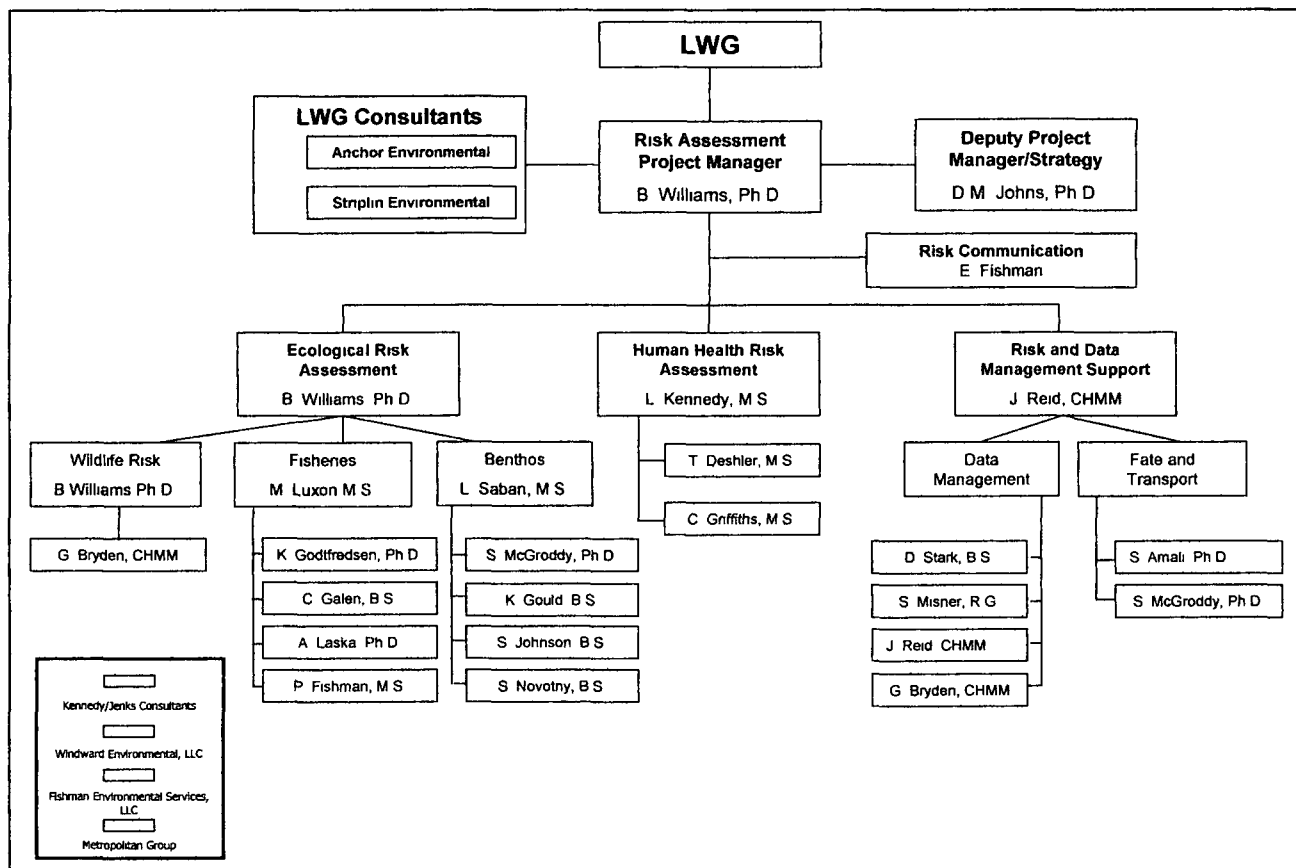 LWG
LWG Consultants
Anchor Environmental
Striplin Environmental
Risk Assessment
Project Manager
B Williams, Ph D
Deputy Project
Manager/Strategy
D M Johns, Ph D
Risk Communication
E Fishman
Ecological Risk
Assessment
B Williams Ph D
Human Health Risk
Assessment
L Kennedy, M S
Risk and Data
Management Support
J Reid, CHMM
Wildlife Risk
B Williams Ph D
Fisheries
M Luxon M S
Benthos
L Saban, M S
T Deshler, M S
C Griffiths, M S
Data
Management
Fate and
Transport
G Bryden, CHMM
K Godtfredsen, Ph D
C Galen, B S
A Laska Ph D
P Fishman, M S
S McGroddy, Ph D
K Gould B S
S Johnson B S
S Novotny, B S
D Stark, B S
S Misner, R G
J Reid CHMM
G Bryden, CHMM
S Amali Ph D
S McGroddy, Ph D
Kennedy/Jenks Consultants
Windward Environmental, LLC
Fishman Environmental Services,
LLC
Metropolitan Group